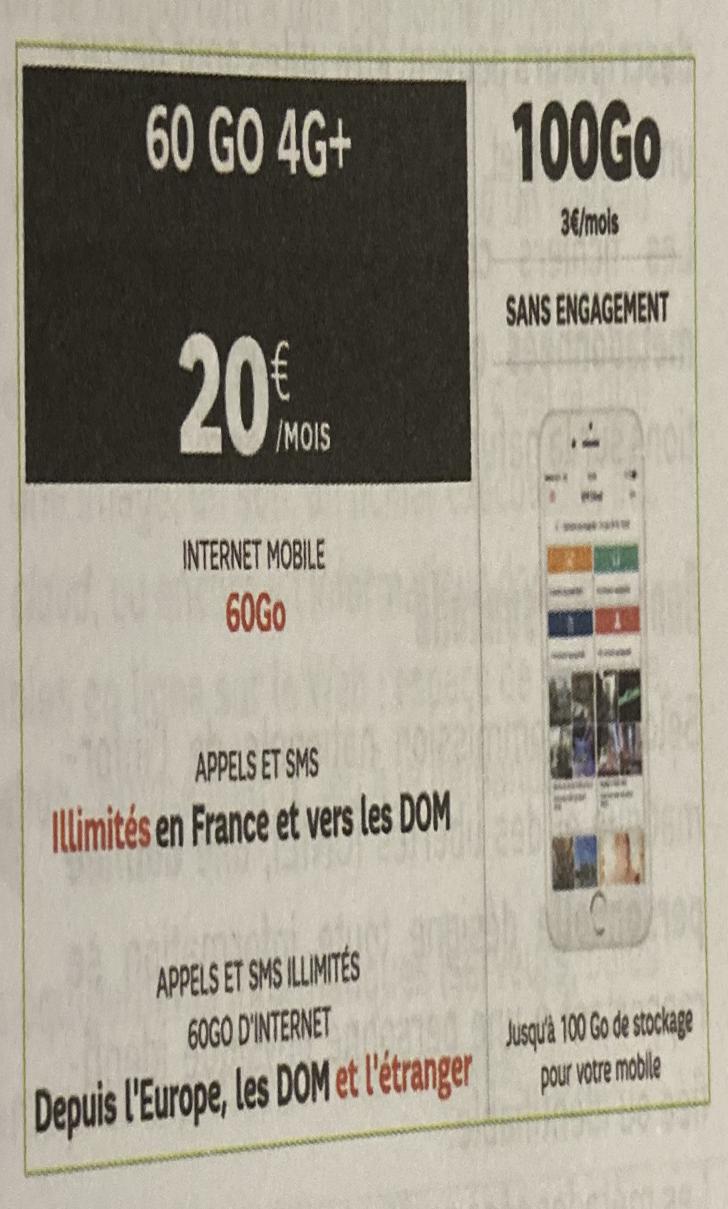 60 GO 4G+
20€
/MOIS
INTERNET MOBILE
60Go
APPELS ET SMS
Illimités en France et vers les DOM
APPELS ET SMS ILLIMITÉS
60GO D'INTERNET
Depuis l'Europe, les DOM et l'étranger
100Go
3€/mois
SANS ENGAGEMENT
Jusqu'à 100 Go de stockage
pour votre mobile